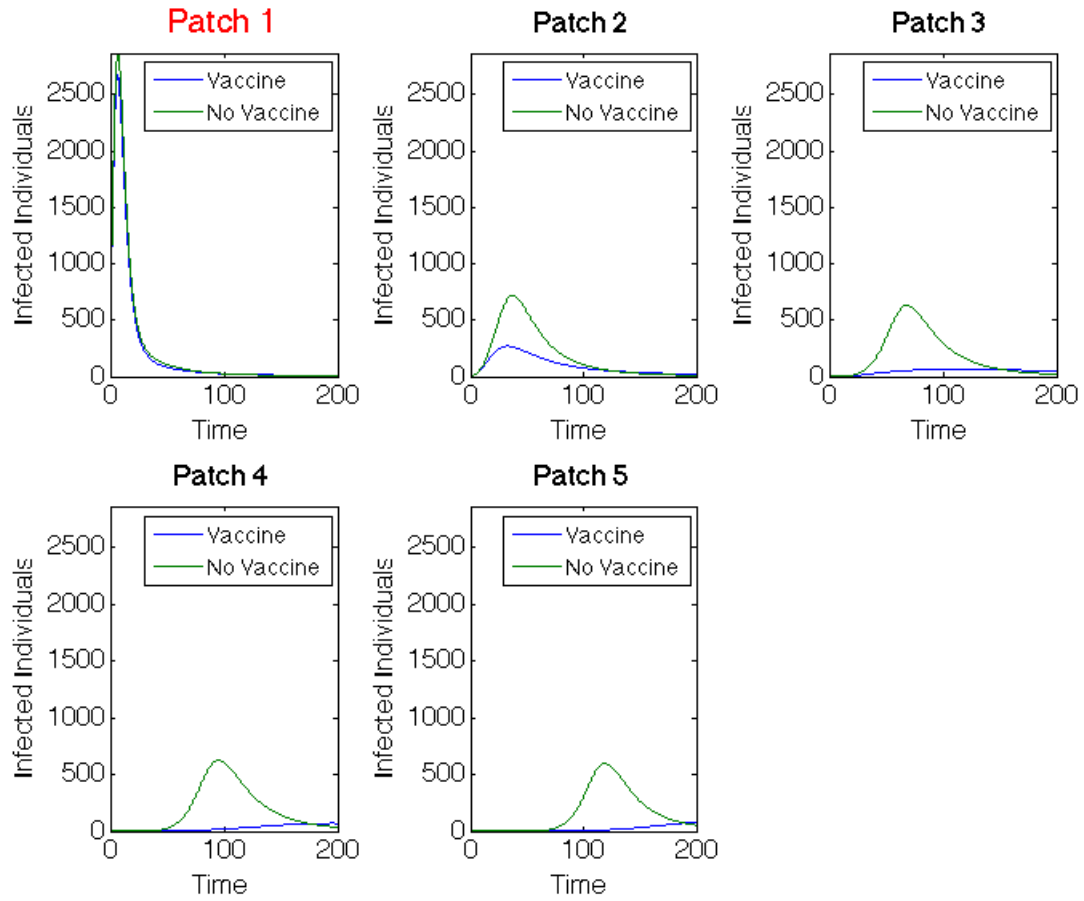 Patch 1
Infected Individuals
2500
2000
1500
1000
500
0
Vaccine
No Vaccine
0 100 200
Time
Patch 2
Infected Individuals
2500
2000
1500
1000
500
0
Vaccine
No Vaccine
0 100 200
Time
Patch 3
Infected Individuals
2500
2000
1500
1000
500
0
Vaccine
No Vaccine
0 100 200
Time
Patch 4
Infected Individuals
2500
2000
1500
1000
500
0
Vaccine
No Vaccine
0 100 200
Time
Patch 5
Infected Individuals
2500
2000
1500
1000
500
0
Vaccine
No Vaccine
0 100 200
Time